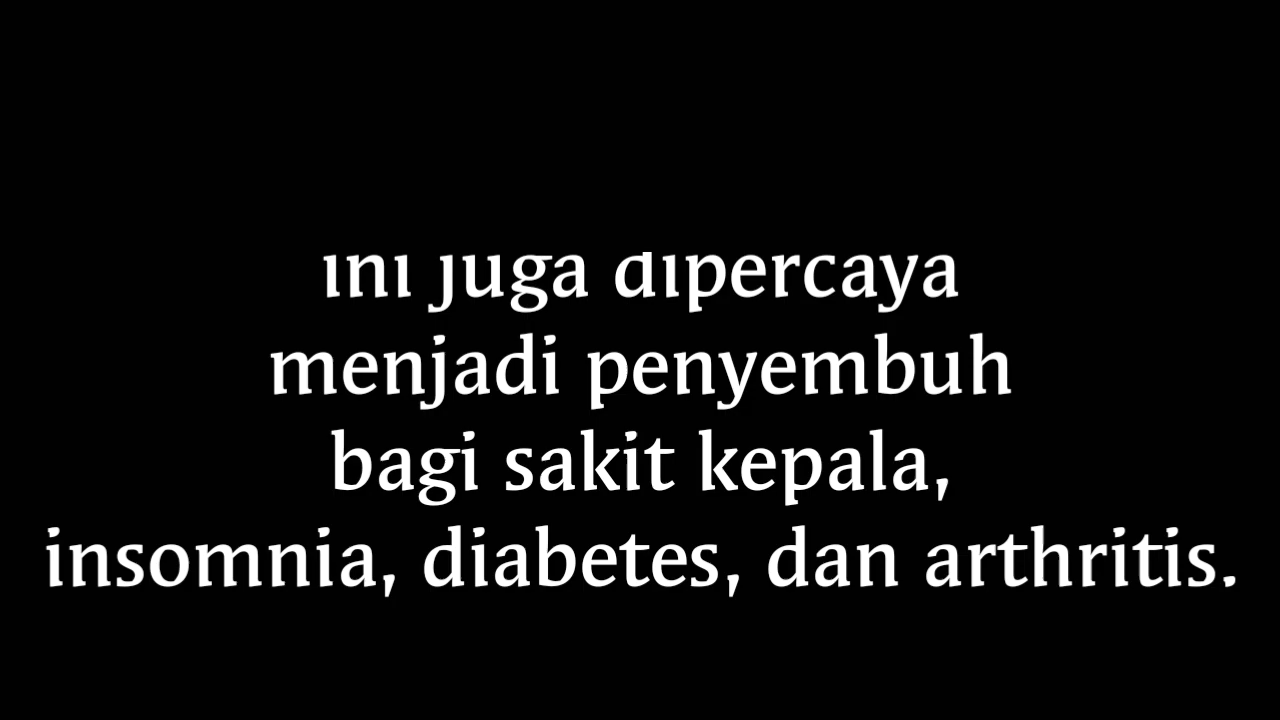 ini juga dipercaya
menjadi penyembuh
bagi sakit kepala,
insomnia, diabetes, dan arthritis.